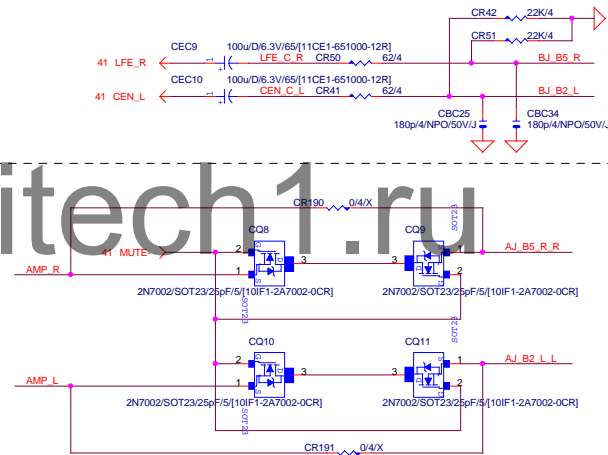 CR42 22K/4
CR51 22K/4
CEC9 100u/D/6.3V/65/[11CE1-651000-12R]
41 LFE_R 1 + LFE_C_R CR50 62/4 BJ_B5_R
CEC10 100u/D/6.3V/65/[11CE1-651000-12R]
41 CEN_L 1 + CEN_C_L CR41 62/4 BJ_B2_L
CBC25 CBC34
180p/4/NPO/50V/J 180p/4/NPO/50V/J
itech1.ru
CR190 0/4/X
SOT23
CQ8 CQ9
41 MUTE- 2 G D S 3 3 1 AJ_B5_R_R
AMP_R 1 2
2N7002/SOT23/25pF/5/[10IF1-2A7002-0CR] 2N7002/SOT23/25pF/5/[10IF1-2A7002-0CR]
SOT23 SOT23
CQ10 CQ11
2 G D S 3 3 1 AJ_B2_L_L
AMP_L 1 2
2N7002/SOT23/25pF/5/[10IF1-2A7002-0CR] 2N7002/SOT23/25pF/5/[10IF1-2A7002-0CR]
SOT23
CR191 0/4/X